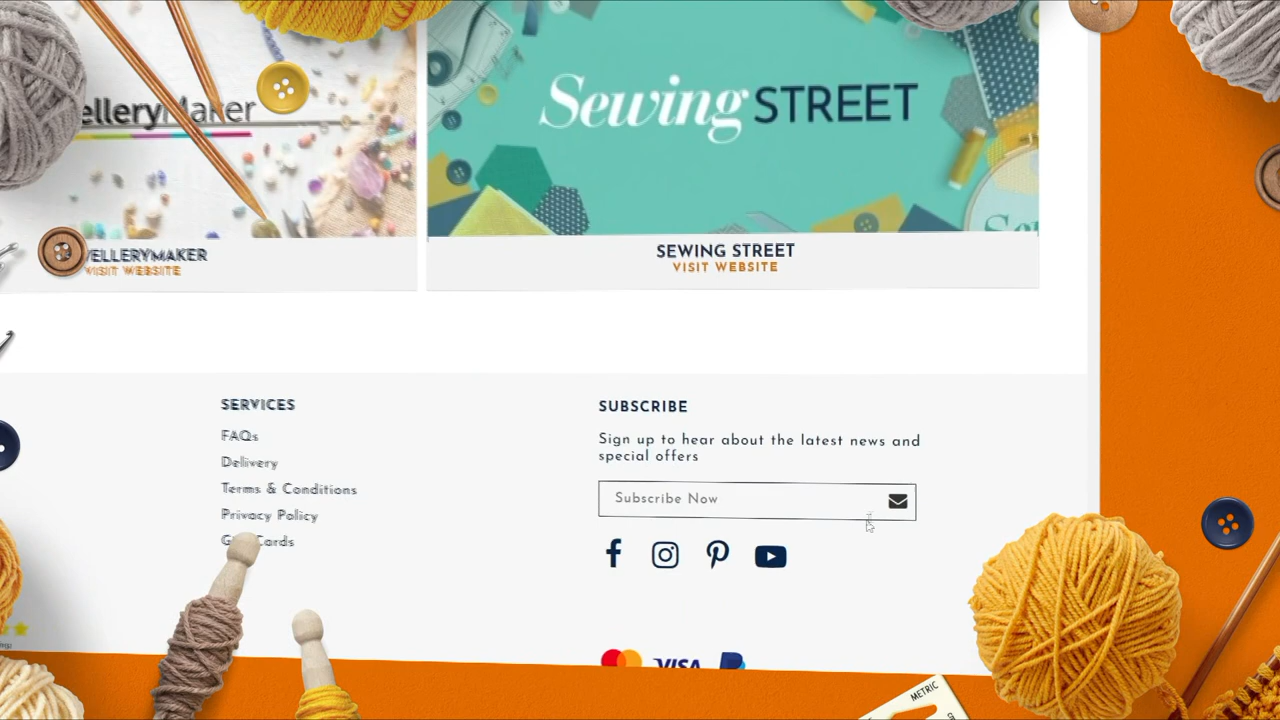 elleryMaker
Sewing STREET
VELLERYMAKER
VISIT WEBSITE
SEWING STREET
VISIT WEBSITE
SERVICES
FAQs
Delivery
Terms & Conditions
Privacy Policy
Cards
SUBSCRIBE
Sign up to hear about the latest news and
special offers
Subscribe Now
VISA
METRIC